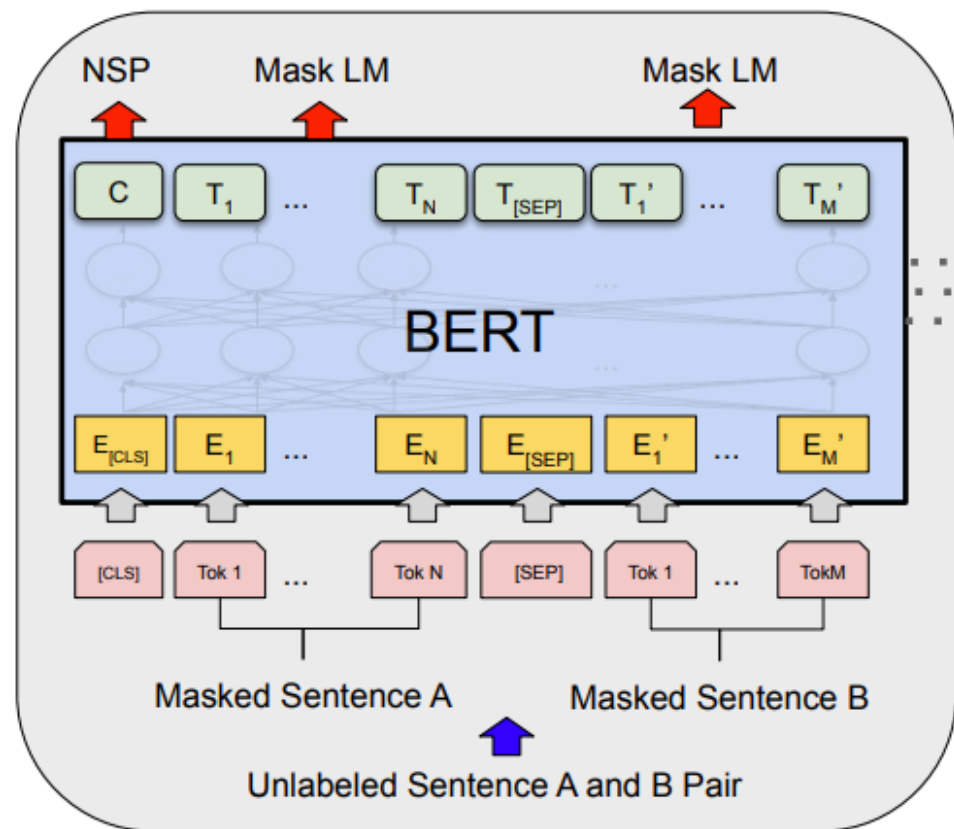 NSP Mask LM Mask LM
C T1 ... TN T[SEP] T1' ... TM'
...
BERT
...
E[CLS] E1 ... EN E[SEP] E1' ... EM'
[CLS] Tok 1 ... Tok N [SEP] Tok 1 ... TokM
Masked Sentence A Masked Sentence B
Unlabeled Sentence A and B Pair